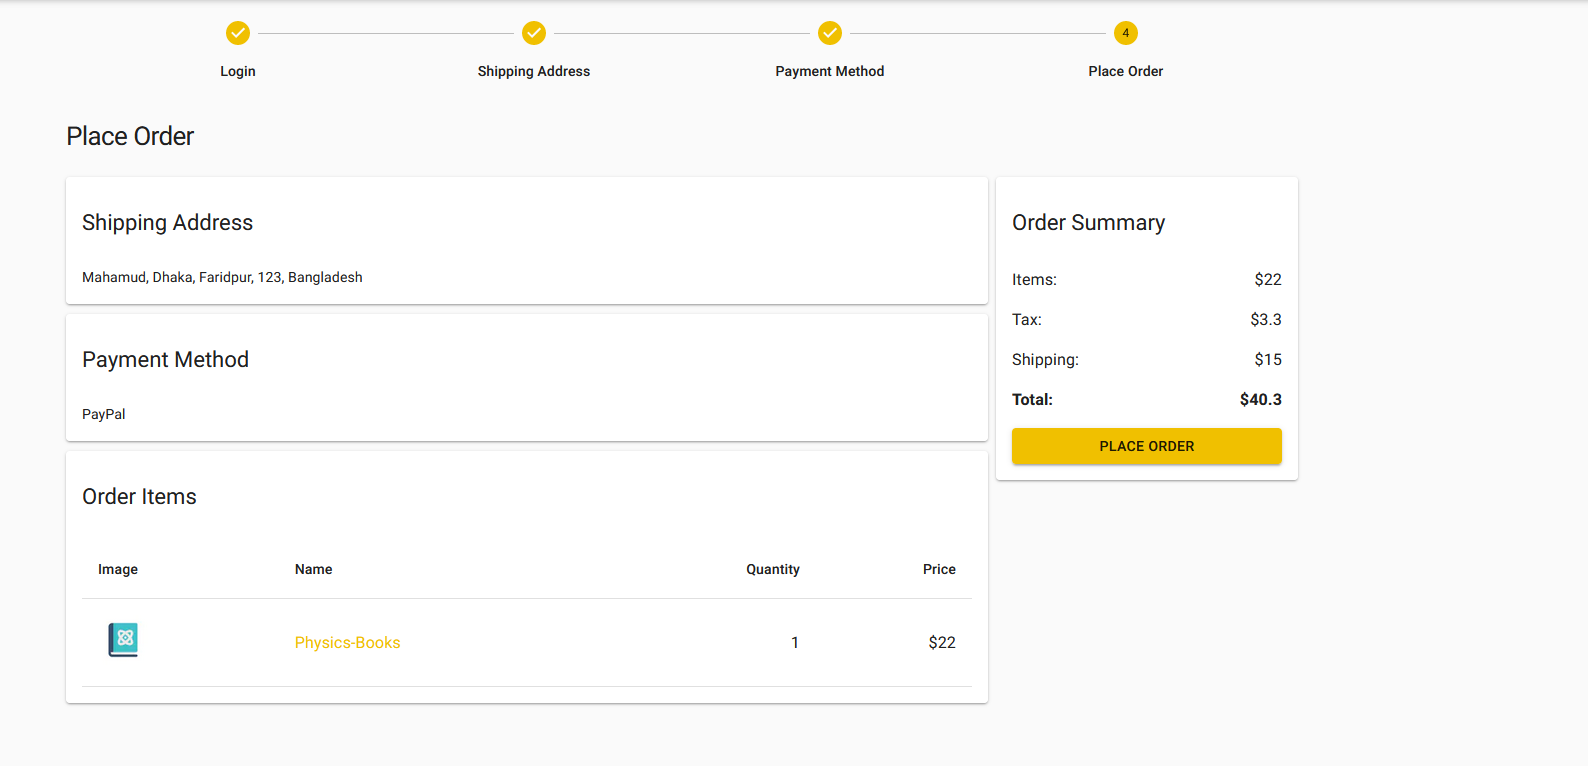 4
Login Shipping Address Payment Method Place Order
Place Order
Shipping Address
Mahamud, Dhaka, Faridpur, 123, Bangladesh
Payment Method
PayPal
Order Items
Image Name Quantity Price
Physics-Books 1 $22
Order Summary
Items: $22
Tax: $3.3
Shipping: $15
Total: $40.3
PLACE ORDER